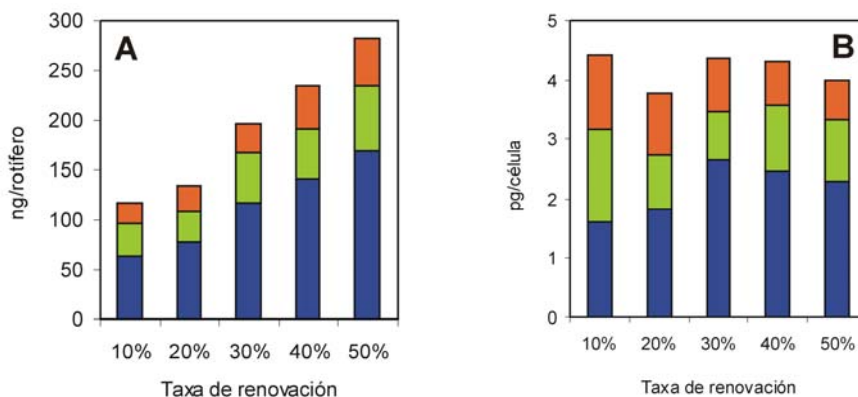 A
ng/rotífero
300
250
200
150
100
50
0
10% 20% 30% 40% 50%
Taxa de renovación
B
pg/célula
5
4
3
2
1
0
10% 20% 30% 40% 50%
Taxa de renovación